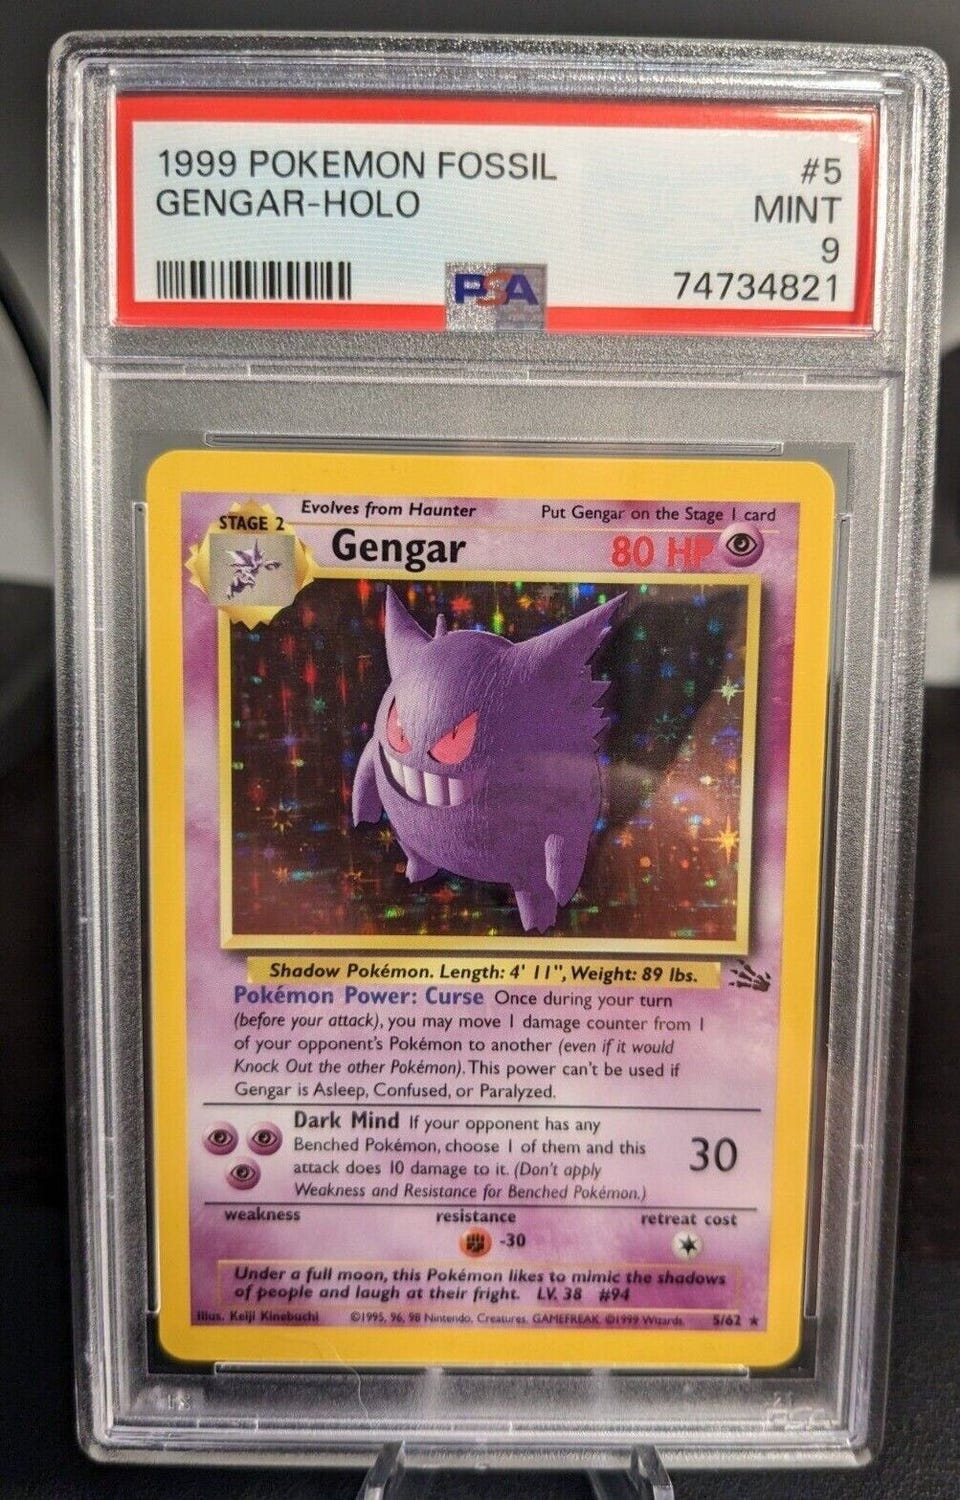 1999 POKEMON FOSSIL #5
GENGAR-HOLO MINT
9
PSA 74734821
Evolves from Haunter Put Gengar on the Stage 1 card
STAGE 2
Gengar 80 HP
Shadow Pokémon. Length: 4' 11", Weight: 89 lbs.
Pokémon Power: Curse Once during your turn
(before your attack), you may move 1 damage counter from 1
of your opponent's Pokémon to another (even if it would
Knock Out the other Pokémon). This power can't be used if
Gengar is Asleep, Confused, or Paralyzed.
Dark Mind If your opponent has any
Benched Pokémon, choose 1 of them and this
attack does 10 damage to it. (Don't apply
Weakness and Resistance for Benched Pokémon.)
30
weakness resistance retreat cost
-30
Under a full moon, this Pokémon likes to mimic the shadows
of people and laugh at their fright. LV. 38 #94
Illus. Keiji Kinebuchi ©1995, 96, 98 Nintendo, Creatures, GAMEFREAK. ©1999 Wizards. 5/62 ★